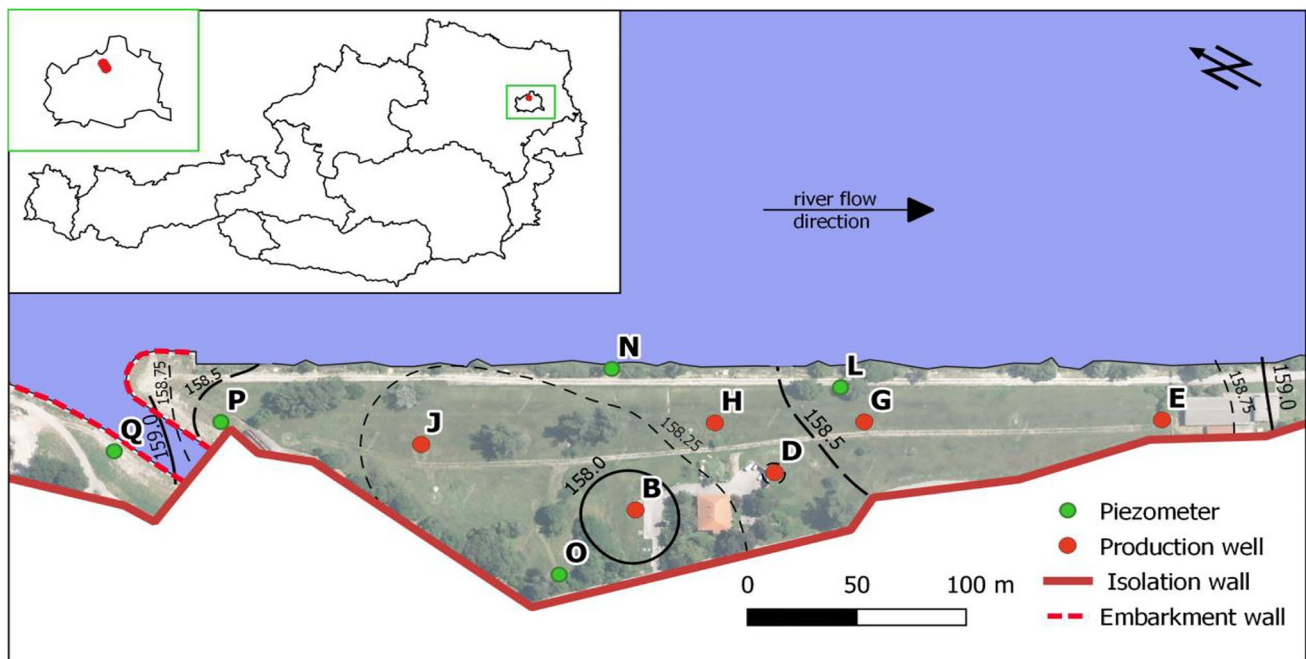 river flow
direction
N
158.75
158.5
P
L
158.75
159.0
J
H
G
E
Q
159.0
158.25
158.5
D
158.0
B
O
Piezometer
Production well
Isolation wall
Embarkment wall
0 50 100 m